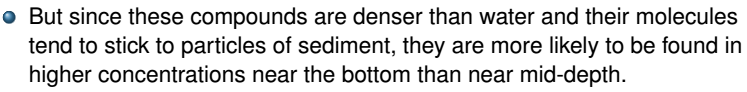 But since these compounds are denser than water and their molecules
tend to stick to particles of sediment, they are more likely to be found in
higher concentrations near the bottom than near mid-depth.